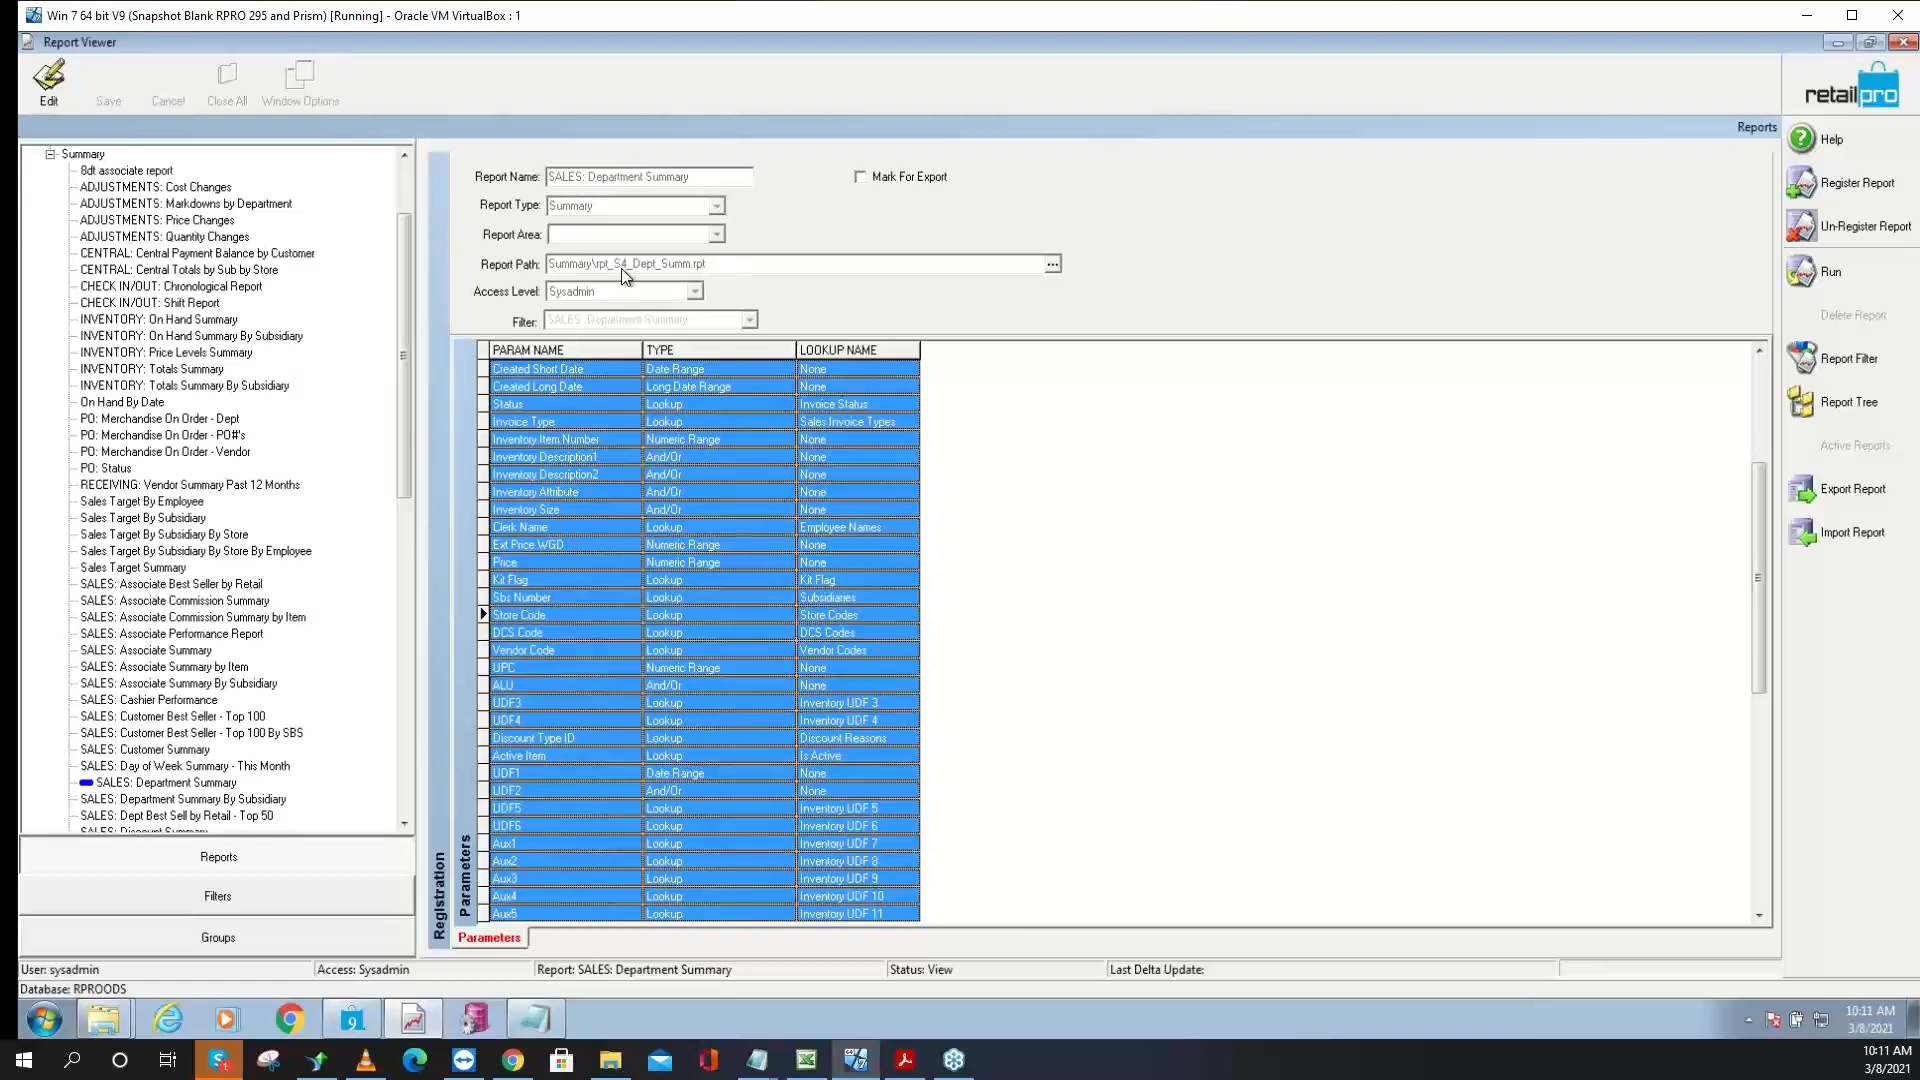 Win 7 64 bit V9 (Snapshot Blank RPRO 295 and Prism) [Running] - Oracle VM VirtualBox : 1
Report Viewer
Edit
Save
Cancel
Close All
Window Options
retailpro
Reports
Summary
8dt associate report
ADJUSTMENTS: Cost Changes
ADJUSTMENTS: Markdowns by Department
ADJUSTMENTS: Price Changes
ADJUSTMENTS: Quantity Changes
CENTRAL: Central Payment Balance by Customer
CENTRAL: Central Totals by Sub by Store
CHECK IN/OUT: Chronological Report
CHECK IN/OUT: Shift Report
INVENTORY: On Hand Summary
INVENTORY: On Hand Summary By Subsidiary
INVENTORY: Price Levels Summary
INVENTORY: Totals Summary
INVENTORY: Totals Summary By Subsidiary
On Hand By Date
PO: Merchandise On Order - Dept
PO: Merchandise On Order - PO#'s
PO: Merchandise On Order - Vendor
PO: Status
RECEIVING: Vendor Summary Past 12 Months
Sales Target By Employee
Sales Target By Subsidiary
Sales Target By Subsidiary By Store
Sales Target By Subsidiary By Store By Employee
Sales Target Summary
SALES: Associate Best Seller by Retail
SALES: Associate Commission Summary
SALES: Associate Commission Summary by Item
SALES: Associate Performance Report
SALES: Associate Summary
SALES: Associate Summary by Item
SALES: Associate Summary By Subsidiary
SALES: Cashier Performance
SALES: Customer Best Seller - Top 100
SALES: Customer Best Seller - Top 100 By SBS
SALES: Customer Summary
SALES: Day of Week Summary - This Month
SALES: Department Summary
SALES: Department Summary By Subsidiary
SALES: Dept Best Sell by Retail - Top 50
SALES: Discount Summary
Reports
Filters
Groups
Report Name: SALES: Department Summary
Mark For Export
Report Type: Summary
Report Area:
Report Path: Summary\rpt_S4_Dept_Summ.rpt
...
Access Level: Sysadmin
Filter: SALES: Department Summary
PARAM NAME TYPE LOOKUP NAME
Created Short Date Date Range None
Created Long Date Long Date Range None
Status Lookup Invoice Status
Invoice Type Lookup Sales Invoice Types
Inventory Item Number Numeric Range None
Inventory Description1 And/Or None
Inventory Description2 And/Or None
Inventory Attribute And/Or None
Inventory Size And/Or None
Clerk Name Lookup Employee Names
Ext Price WGD Numeric Range None
Price Numeric Range None
Kit Flag Lookup Kit Flag
Sbs Number Lookup Subsidiaries
Store Code Lookup Store Codes
DCS Code Lookup DCS Codes
Vendor Code Lookup Vendor Codes
UPC Numeric Range None
ALU And/Or None
UDF3 Lookup Inventory UDF 3
UDF4 Lookup Inventory UDF 4
Discount Type ID Lookup Discount Reasons
Active Item Lookup Is Active
UDF1 Date Range None
UDF2 And/Or None
UDF5 Lookup Inventory UDF 5
UDF6 Lookup Inventory UDF 6
Aux1 Lookup Inventory UDF 7
Aux2 Lookup Inventory UDF 8
Aux3 Lookup Inventory UDF 9
Aux4 Lookup Inventory UDF 10
Aux5 Lookup Inventory UDF 11
Registration
Parameters
Parameters
Help
Register Report
Un-Register Report
Run
Delete Report
Report Filter
Report Tree
Active Reports
Export Report
Import Report
User: sysadmin
Access: Sysadmin
Report: SALES: Department Summary
Status: View
Last Delta Update:
Database: RPROODS
9
10:11 AM
3/8/2021
10:11 AM
3/8/2021